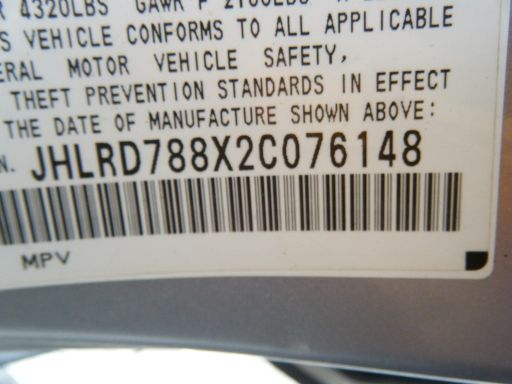 4320LBS GAWR F
VEHICLE CONFORMS TO ALL APPLICABLE
MOTOR VEHICLE SAFETY,
THEFT PREVENTION STANDARDS IN EFFECT
THE DATE OF MANUFACTURE SHOWN ABOVE:
JHLRD788X2C076148
MPV